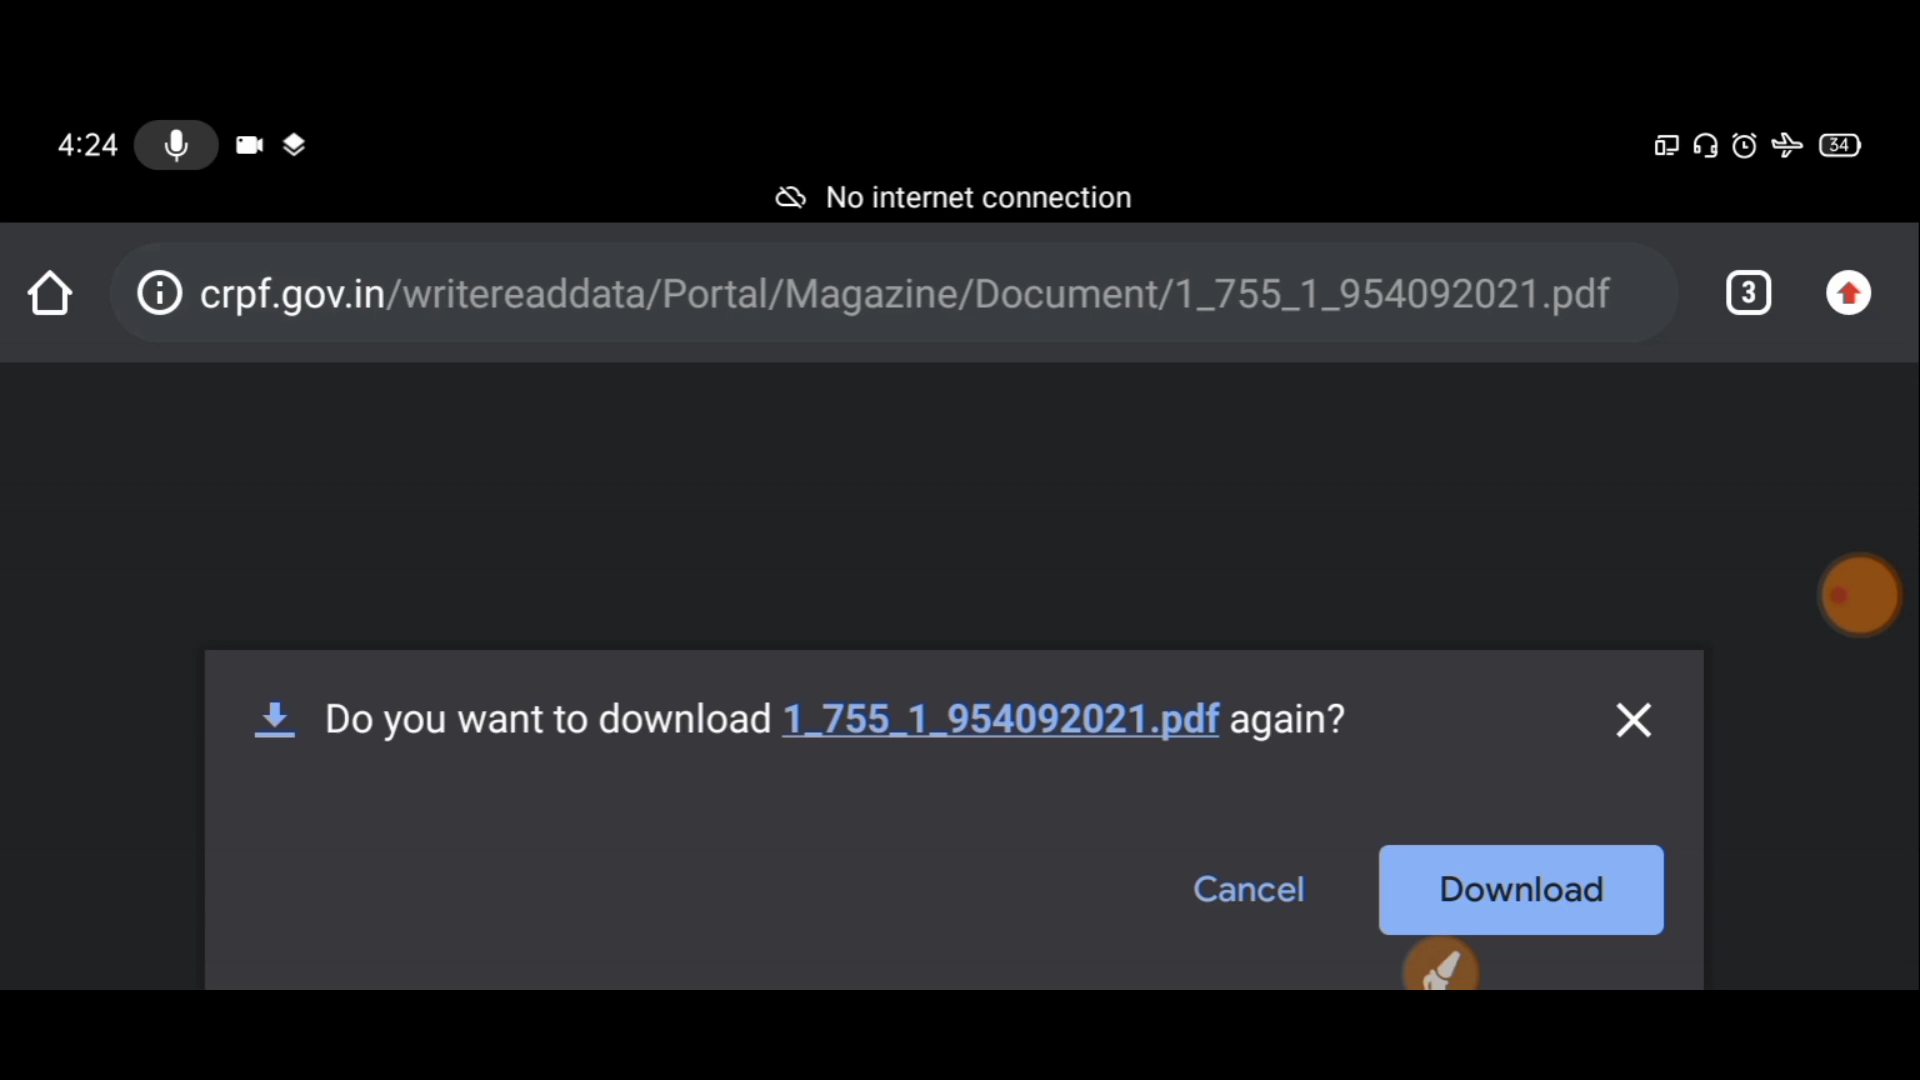 4:24
34
No internet connection
crpf.gov.in/writereaddata/Portal/Magazine/Document/1_755_1_954092021.pdf
3
Do you want to download 1_755_1_954092021.pdf again?
Cancel
Download